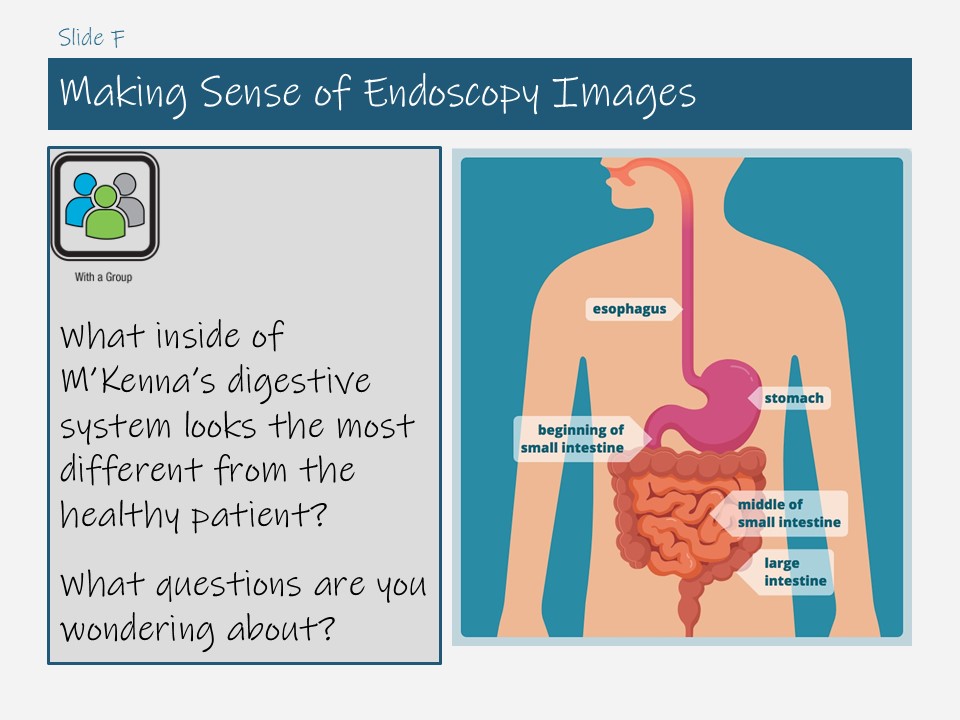 Slide F
Making Sense of Endoscopy Images
With a Group
What inside of
M'Kenna's digestive
system looks the most
different from the
healthy patient?
What questions are you
wondering about?
esophagus
stomach
beginning of
small intestine
middle of
small intestine
large
intestine